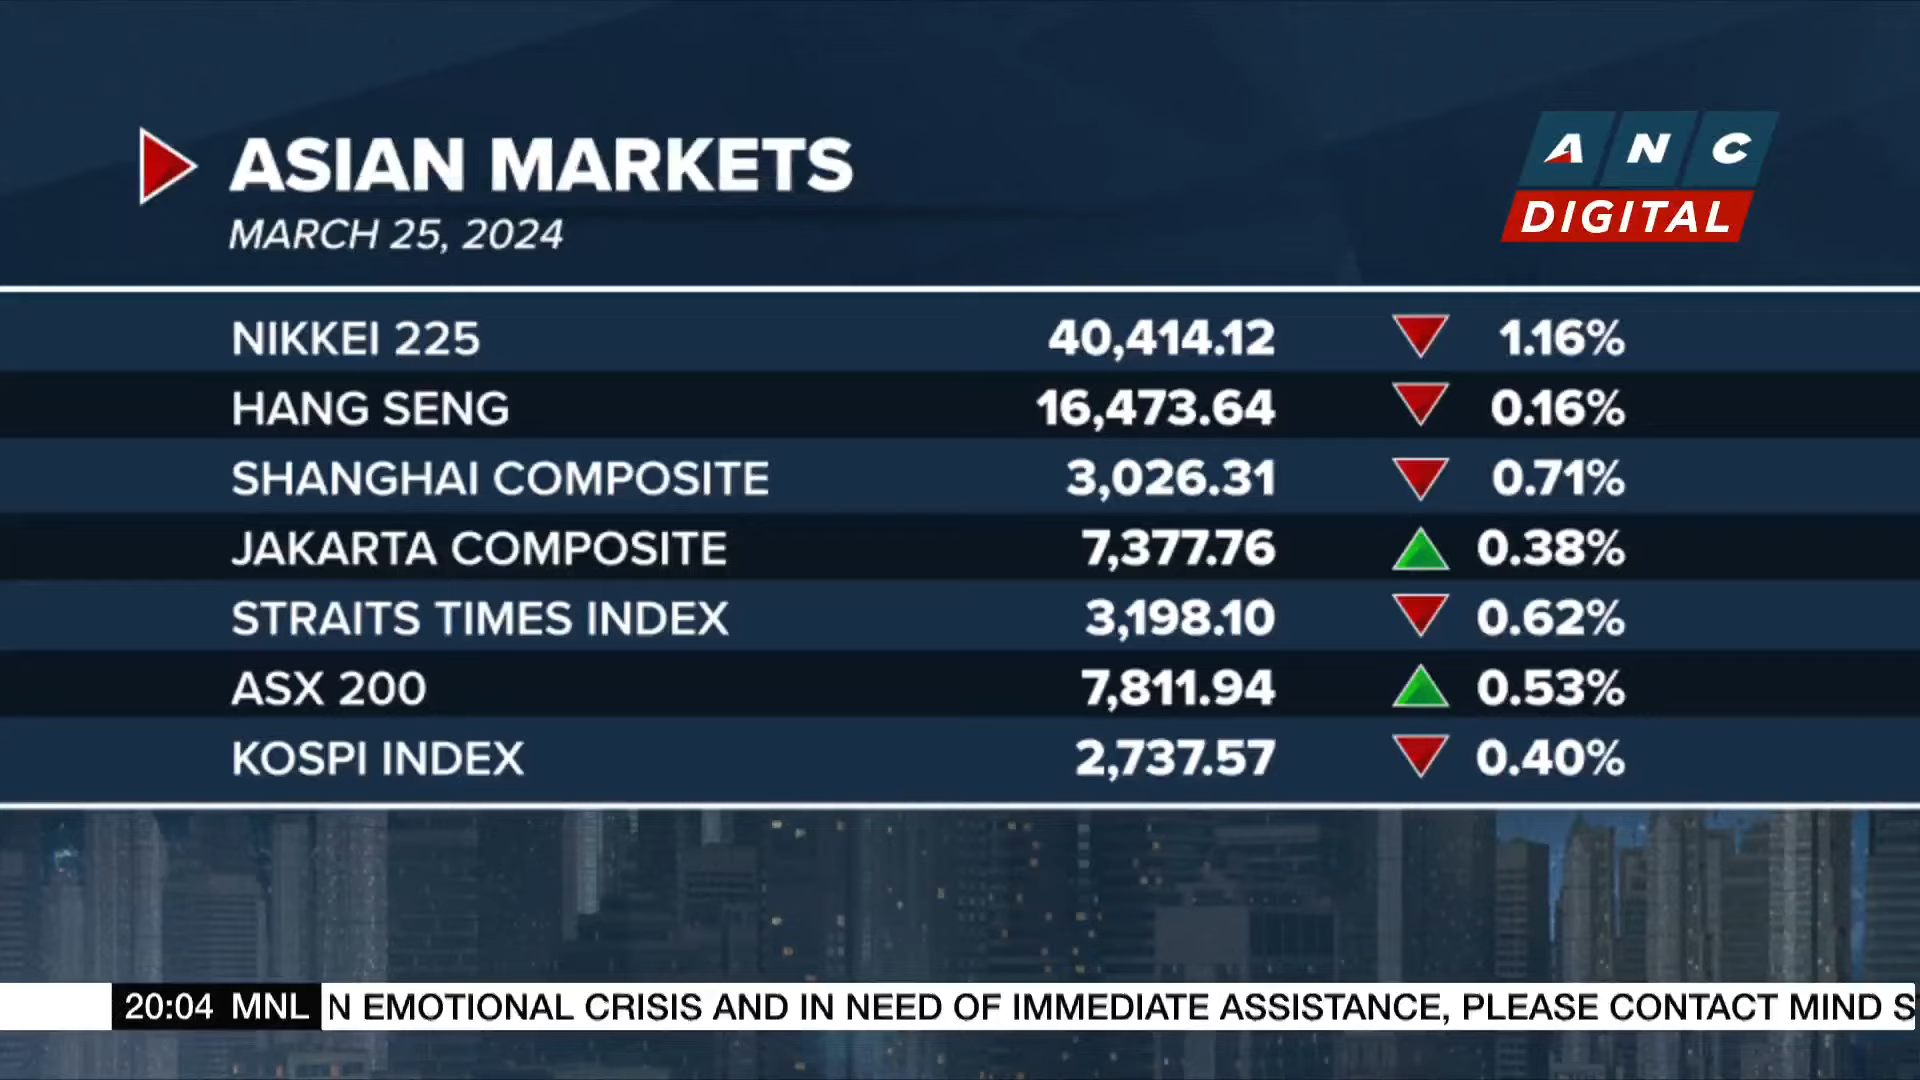 ASIAN MARKETS
MARCH 25, 2024
ANC
DIGITAL
NIKKEI 225 40,414.12 1.16%
HANG SENG 16,473.64 0.16%
SHANGHAI COMPOSITE 3,026.31 0.71%
JAKARTA COMPOSITE 7,377.76 0.38%
STRAITS TIMES INDEX 3,198.10 0.62%
ASX 200 7,811.94 0.53%
KOSPI INDEX 2,737.57 0.40%
20:04 MNL N EMOTIONAL CRISIS AND IN NEED OF IMMEDIATE ASSISTANCE, PLEASE CONTACT MIND S